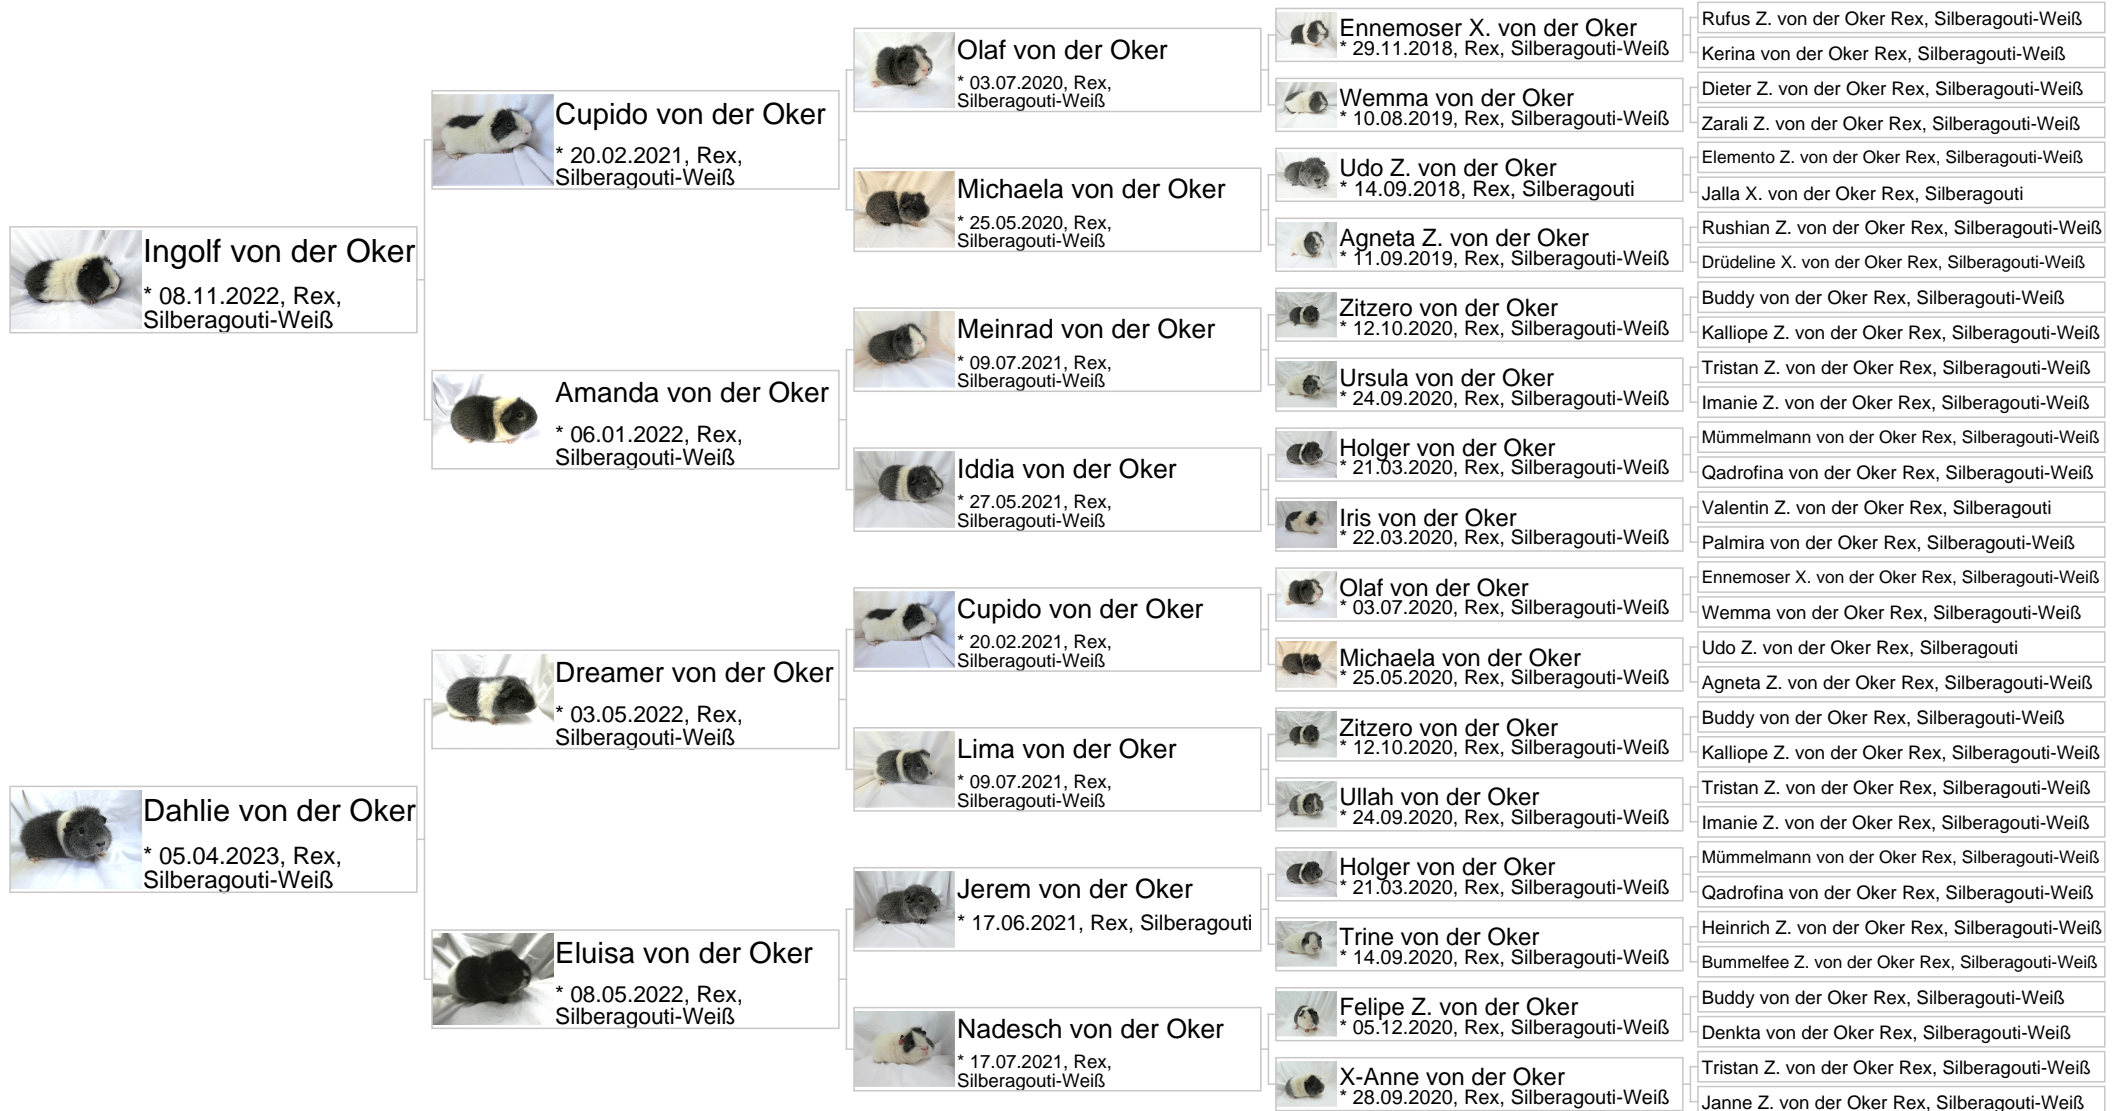 Ingolf von der Oker
* 08.11.2022, Rex,
Silberagouti-Weiß
Dahlie von der Oker
* 05.04.2023, Rex,
Silberagouti-Weiß
Cupido von der Oker
* 20.02.2021, Rex,
Silberagouti-Weiß
Amanda von der Oker
* 06.01.2022, Rex,
Silberagouti-Weiß
Dreamer von der Oker
* 03.05.2022, Rex,
Silberagouti-Weiß
Eluisa von der Oker
* 08.05.2022, Rex,
Silberagouti-Weiß
Olaf von der Oker
* 03.07.2020, Rex,
Silberagouti-Weiß
Michaela von der Oker
* 25.05.2020, Rex,
Silberagouti-Weiß
Meinrad von der Oker
* 09.07.2021, Rex,
Silberagouti-Weiß
Iddia von der Oker
* 27.05.2021, Rex,
Silberagouti-Weiß
Cupido von der Oker
* 20.02.2021, Rex,
Silberagouti-Weiß
Lima von der Oker
* 09.07.2021, Rex,
Silberagouti-Weiß
Jerem von der Oker
* 17.06.2021, Rex, Silberagouti
Nadesch von der Oker
* 17.07.2021, Rex,
Silberagouti-Weiß
Ennemoser X. von der Oker
* 29.11.2018, Rex, Silberagouti-Weiß
Wemma von der Oker
* 10.08.2019, Rex, Silberagouti-Weiß
Udo Z. von der Oker
* 14.09.2018, Rex, Silberagouti
Agneta Z. von der Oker
* 11.09.2019, Rex, Silberagouti-Weiß
Zitzero von der Oker
* 12.10.2020, Rex, Silberagouti-Weiß
Ursula von der Oker
* 24.09.2020, Rex, Silberagouti-Weiß
Holger von der Oker
* 21.03.2020, Rex, Silberagouti-Weiß
Iris von der Oker
* 22.03.2020, Rex, Silberagouti-Weiß
Olaf von der Oker
* 03.07.2020, Rex, Silberagouti-Weiß
Michaela von der Oker
* 25.05.2020, Rex, Silberagouti-Weiß
Zitzero von der Oker
* 12.10.2020, Rex, Silberagouti-Weiß
Ullah von der Oker
* 24.09.2020, Rex, Silberagouti-Weiß
Holger von der Oker
* 21.03.2020, Rex, Silberagouti-Weiß
Trine von der Oker
* 14.09.2020, Rex, Silberagouti-Weiß
Felipe Z. von der Oker
* 05.12.2020, Rex, Silberagouti-Weiß
X-Anne von der Oker
* 28.09.2020, Rex, Silberagouti-Weiß
Rufus Z. von der Oker Rex, Silberagouti-Weiß
Kerina von der Oker Rex, Silberagouti-Weiß
Dieter Z. von der Oker Rex, Silberagouti-Weiß
Zarali Z. von der Oker Rex, Silberagouti-Weiß
Elemento Z. von der Oker Rex, Silberagouti-Weiß
Jalla X. von der Oker Rex, Silberagouti
Rushian Z. von der Oker Rex, Silberagouti-Weiß
Drüdeline X. von der Oker Rex, Silberagouti-Weiß
Buddy von der Oker Rex, Silberagouti-Weiß
Kalliope Z. von der Oker Rex, Silberagouti-Weiß
Tristan Z. von der Oker Rex, Silberagouti-Weiß
Imanie Z. von der Oker Rex, Silberagouti-Weiß
Mümmelmann von der Oker Rex, Silberagouti-Weiß
Qadrofina von der Oker Rex, Silberagouti-Weiß
Valentin Z. von der Oker Rex, Silberagouti
Palmira von der Oker Rex, Silberagouti-Weiß
Ennemoser X. von der Oker Rex, Silberagouti-Weiß
Wemma von der Oker Rex, Silberagouti-Weiß
Udo Z. von der Oker Rex, Silberagouti
Agneta Z. von der Oker Rex, Silberagouti-Weiß
Buddy von der Oker Rex, Silberagouti-Weiß
Kalliope Z. von der Oker Rex, Silberagouti-Weiß
Tristan Z. von der Oker Rex, Silberagouti-Weiß
Imanie Z. von der Oker Rex, Silberagouti-Weiß
Mümmelmann von der Oker Rex, Silberagouti-Weiß
Qadrofina von der Oker Rex, Silberagouti-Weiß
Heinrich Z. von der Oker Rex, Silberagouti-Weiß
Bummelfee Z. von der Oker Rex, Silberagouti-Weiß
Buddy von der Oker Rex, Silberagouti-Weiß
Denkta von der Oker Rex, Silberagouti-Weiß
Tristan Z. von der Oker Rex, Silberagouti-Weiß
Janne Z. von der Oker Rex, Silberagouti-Weiß